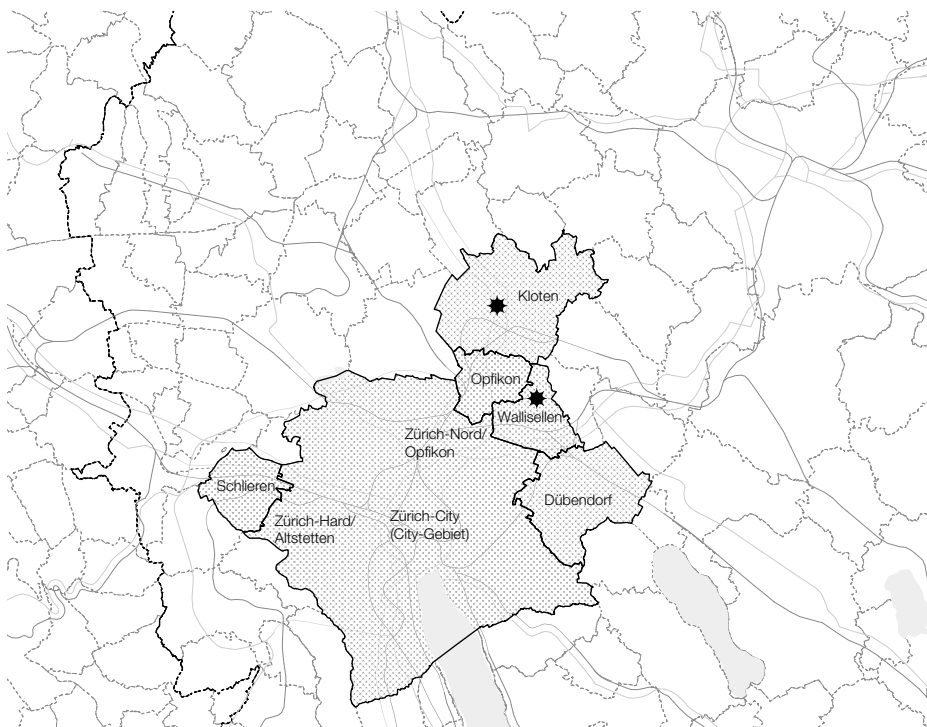 Kloten
Opfikon
Wallisellen
Zürich-Nord/
Opfikon
Schlieren
Dübendorf
Zürich-City
(City-Gebiet)
Zürich-Hard/
Altstetten